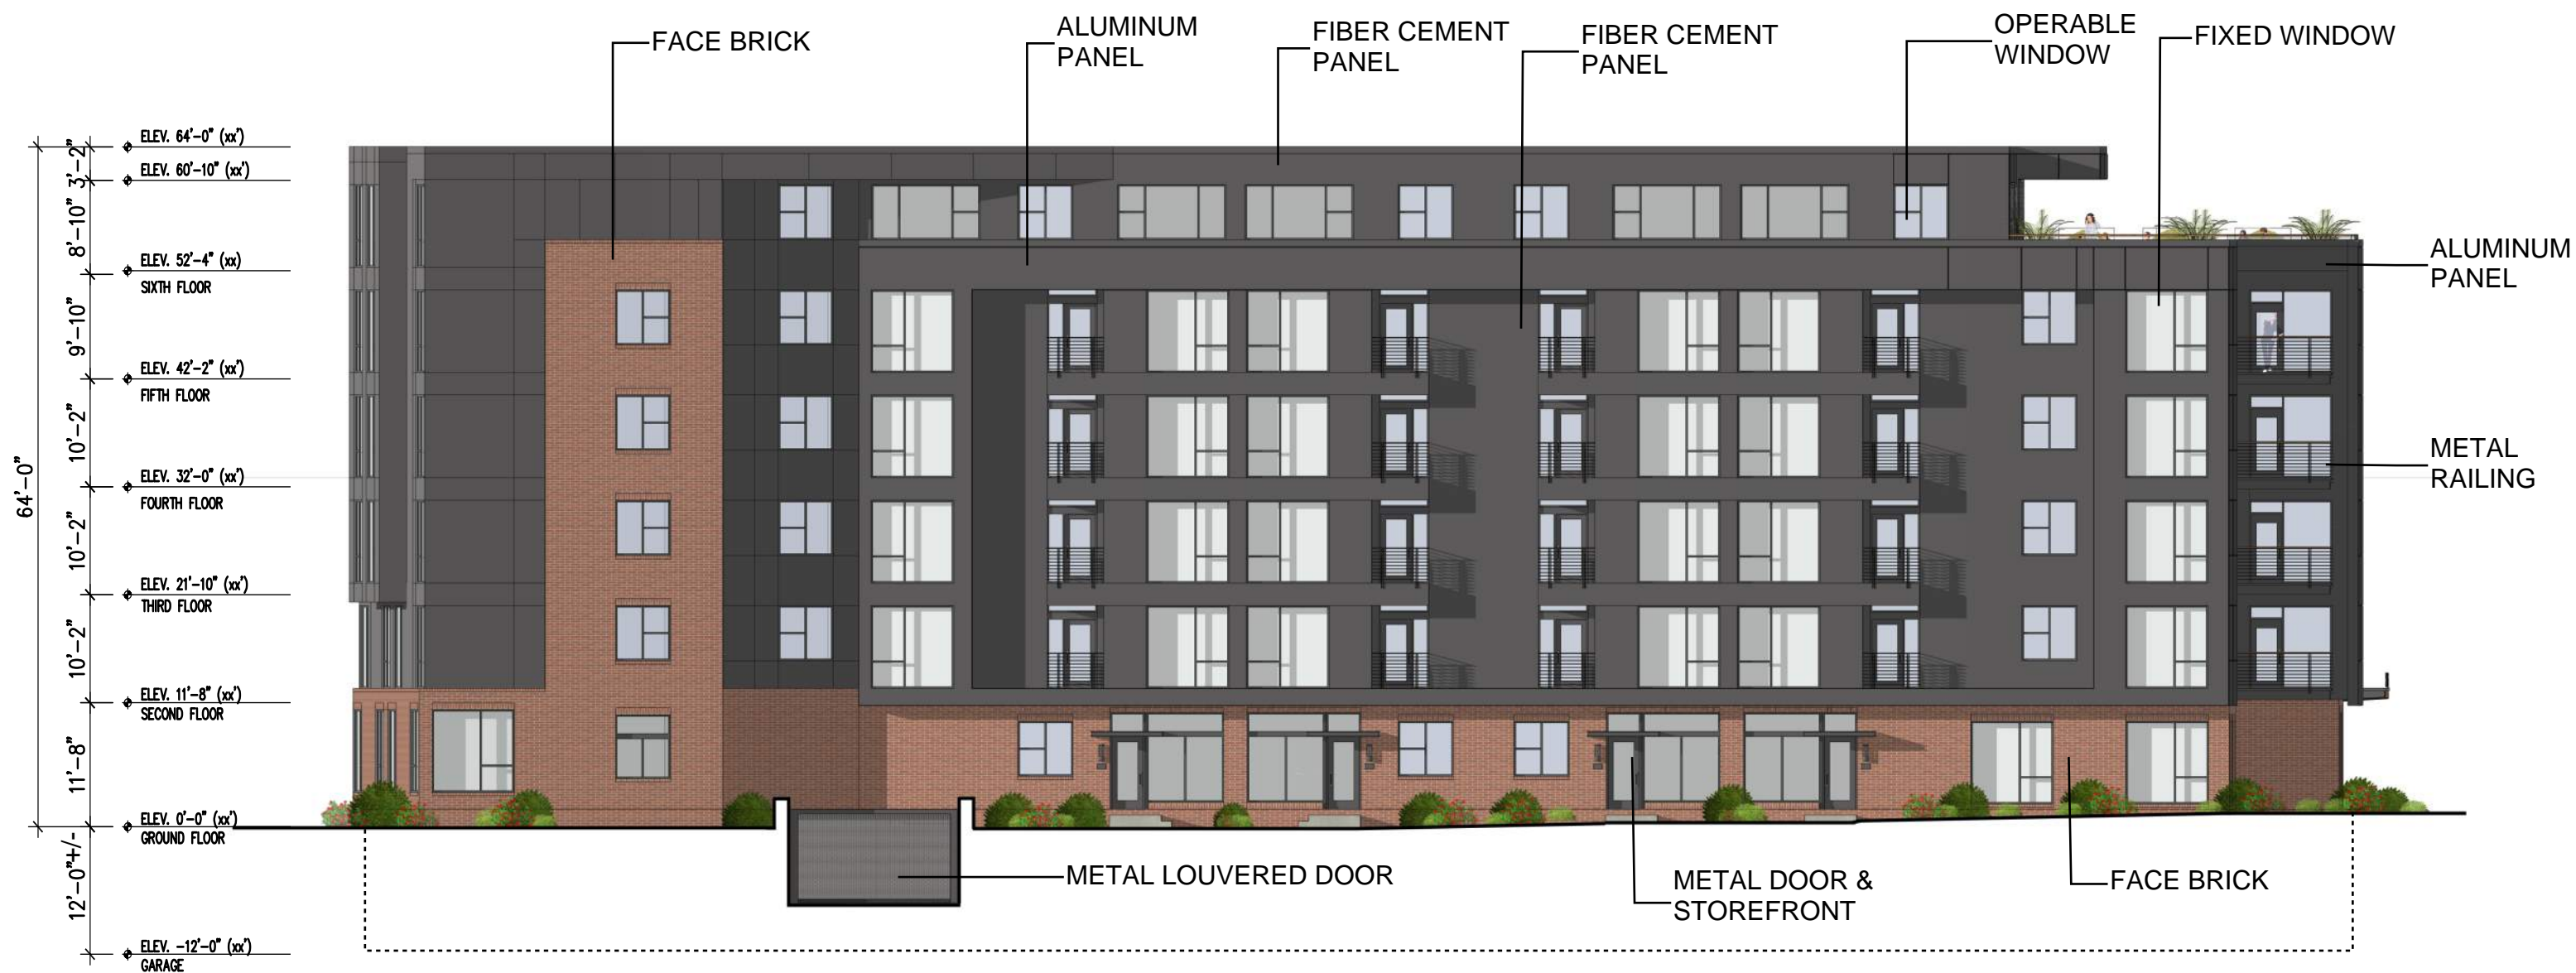 FACE BRICK
ALUMINUM
PANEL
FIBER CEMENT
PANEL
FIBER CEMENT
PANEL
OPERABLE
WINDOW
FIXED WINDOW
ALUMINUM
PANEL
METAL
RAILING
ELEV. 64'-0" (xx')
ELEV. 60'-10" (xx')
ELEV. 52'-4" (xx)
SIXTH FLOOR
ELEV. 42'-2" (xx')
FIFTH FLOOR
ELEV. 32'-0" (xx')
FOURTH FLOOR
ELEV. 21'-10" (xx')
THIRD FLOOR
ELEV. 11'-8" (xx')
SECOND FLOOR
ELEV. 0'-0" (xx')
GROUND FLOOR
ELEV. -12'-0" (xx')
GARAGE
64'-0"
3'-2"
8'-10"
9'-10"
10'-2"
10'-2"
10'-2"
11'-8"
12'-0"+/-
METAL LOUVERED DOOR
METAL DOOR &
STOREFRONT
FACE BRICK